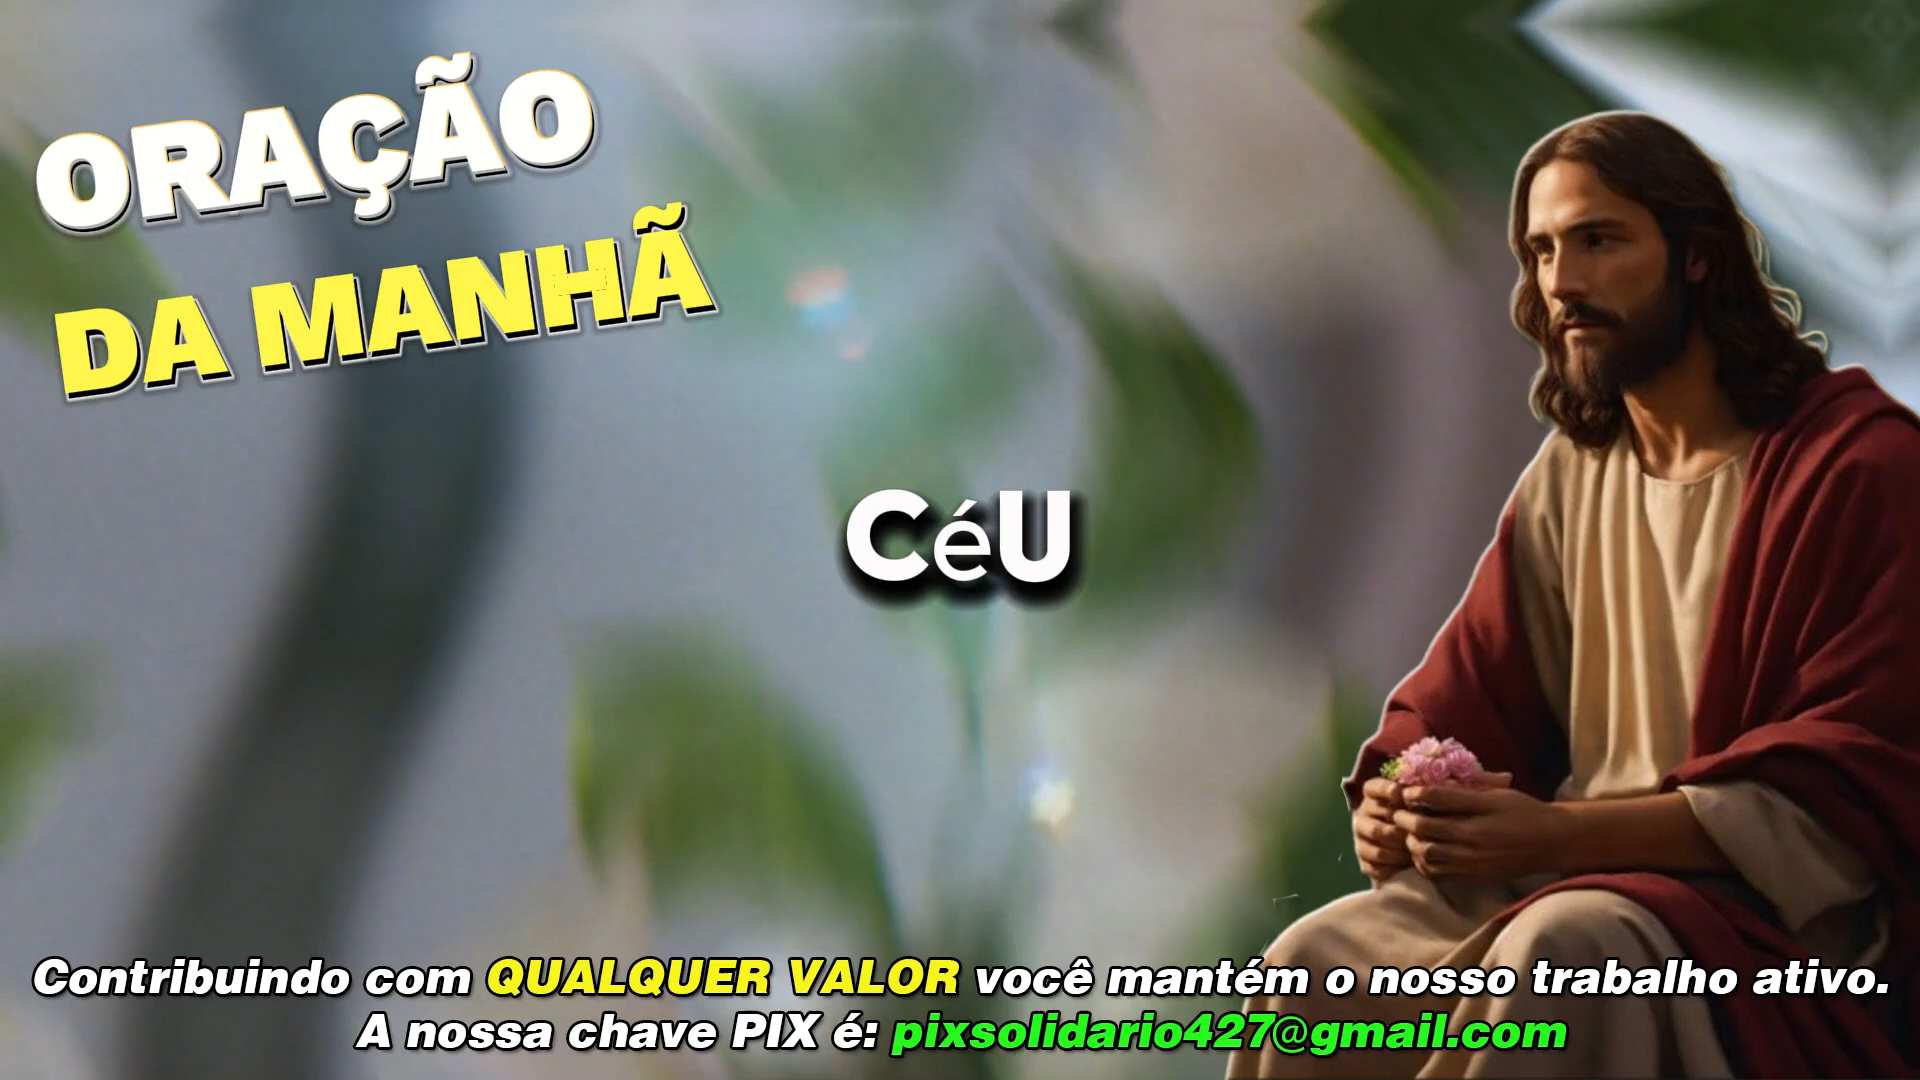 ORAÇÃO
DA MANHÃ
CéU
Contribuindo com QUALQUER VALOR você mantém o nosso trabalho ativo.
A nossa chave PIX é: pixsolidario427@gmail.com